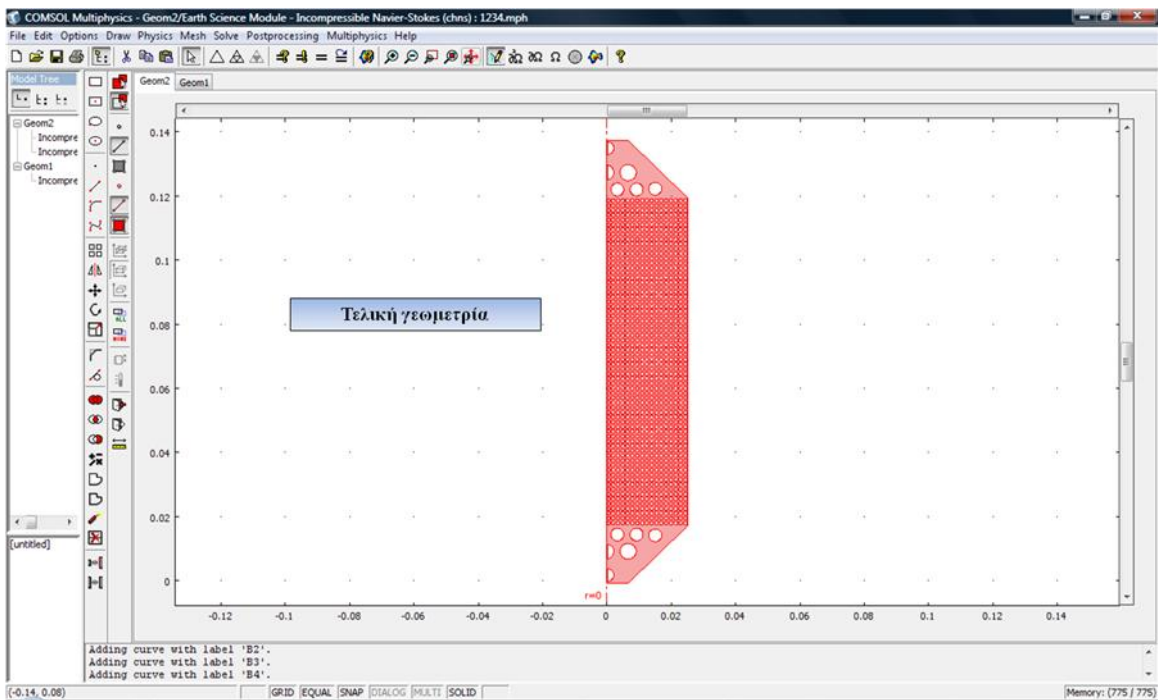 COMSOL Multiphysics - Geom2/Earth Science Module - Incompressible Navier-Stokes (chns) : 1234.mph
File Edit Options Draw Physics Mesh Solve Postprocessing Multiphysics Help
Model Tree
Geom2
Incompre
Incompre
Geom1
Incompre
[untitled]
Geom2 Geom1
0.14
0.12
0.1
0.08
0.06
0.04
0.02
0
Τελική γεωμετρία
r=0
-0.12 -0.1 -0.08 -0.06 -0.04 -0.02 0 0.02 0.04 0.06 0.08 0.1 0.12 0.14
Adding curve with label 'B2'.
Adding curve with label 'B3'.
Adding curve with label 'B4'.
(-0.14, 0.08) GRID EQUAL SNAP DIALOG MULTI SOLID Memory: (775 / 775)